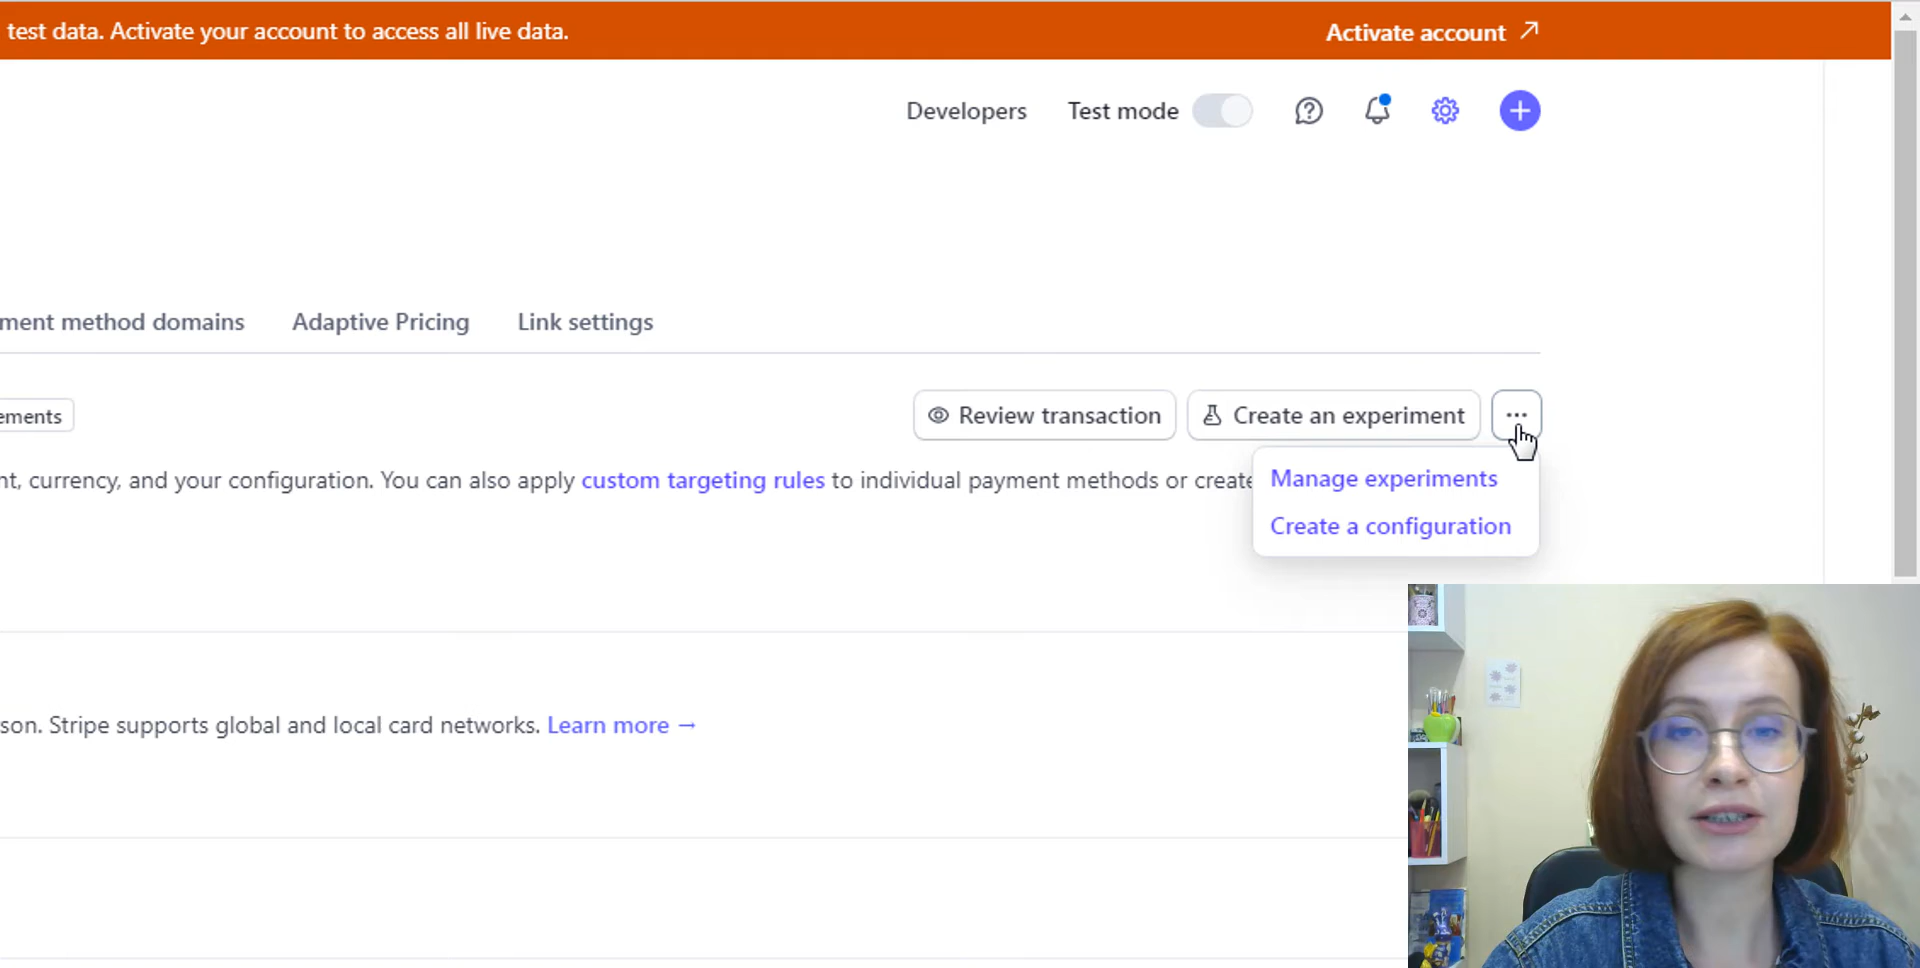 test data. Activate your account to access all live data.
Activate account
Developers
Test mode
ment method domains
Adaptive Pricing
Link settings
ements
Review transaction
Create an experiment
nt, currency, and your configuration. You can also apply custom targeting rules to individual payment methods or create
Manage experiments
Create a configuration
son. Stripe supports global and local card networks. Learn more →